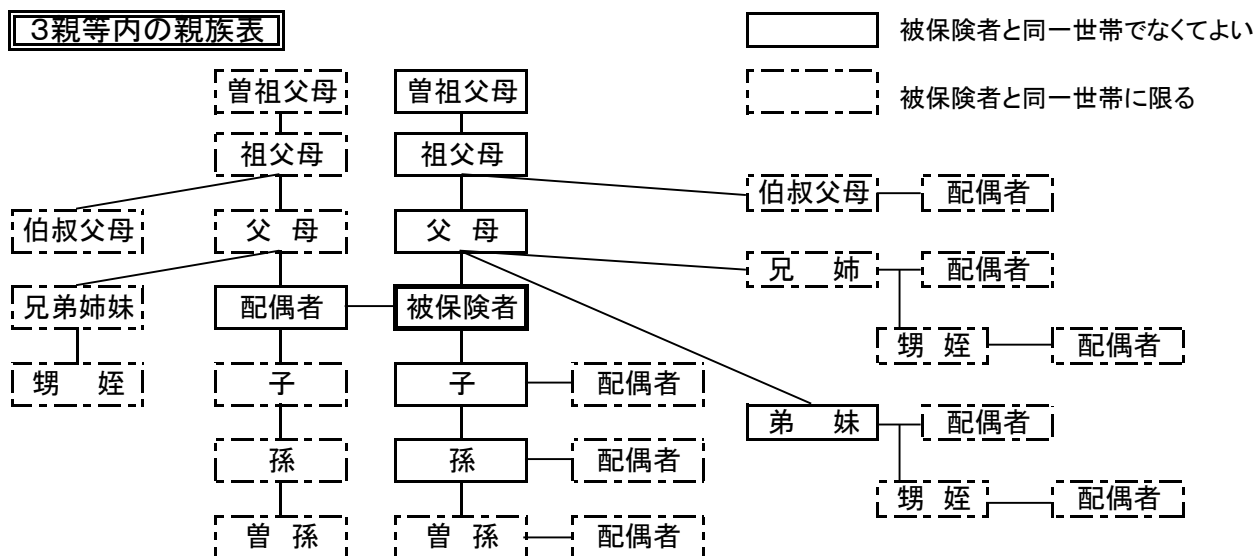 3親等内の親族表
被保険者と同一世帯でなくてよい
被保険者と同一世帯に限る
曽祖父母
曽祖父母
祖父母
祖父母
伯叔父母
配偶者
伯叔父母
父 母
父 母
兄 姉
配偶者
兄弟姉妹
配偶者
被保険者
甥 姪
配偶者
甥 姪
子
子
配偶者
弟 妹
配偶者
孫
孫
配偶者
甥 姪
配偶者
曽 孫
曽 孫
配偶者